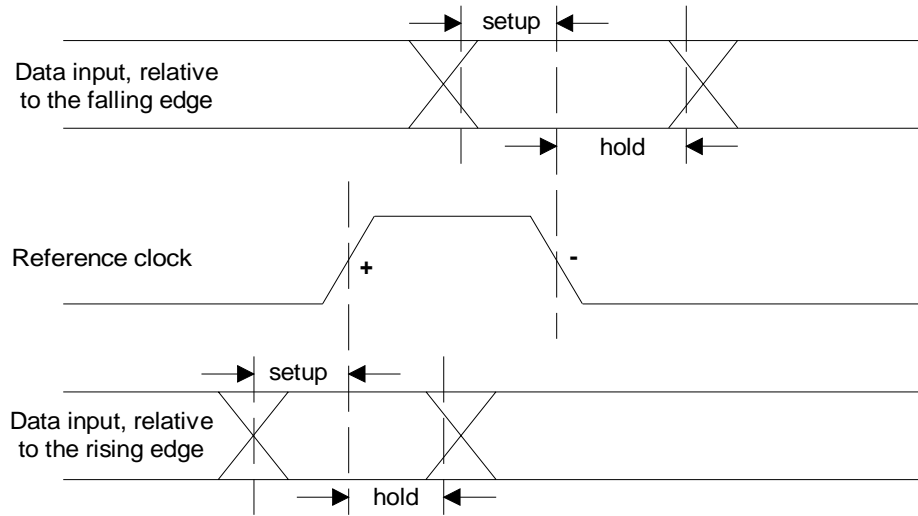 setup
Data input, relative
to the falling edge
hold
Reference clock
+
-
setup
Data input, relative
to the rising edge
hold